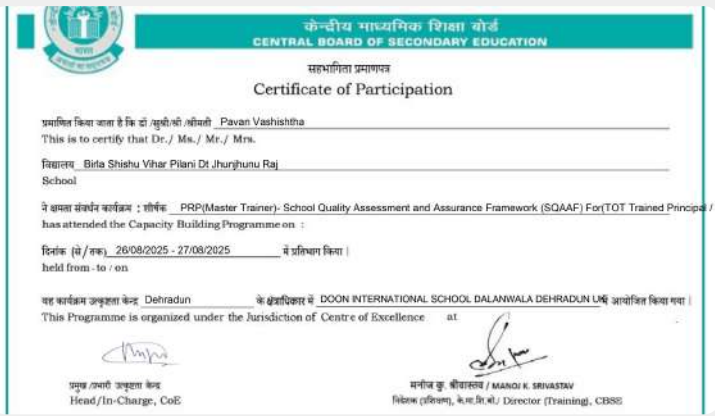 केन्द्रीय माध्यमिक शिक्षा बोर्ड
CENTRAL BOARD OF SECONDARY EDUCATION
भारत
सहभागिता प्रमाणपत्र
Certificate of Participation
प्रमाणित किया जाता है कि डॉ /सुश्री/श्री /श्रीमती Pavan Vashishtha
This is to certify that Dr./ Ms./ Mr./ Mrs.
विद्यालय Birla Shishu Vihar Pilani Dt Jhunjhunu Raj
School
ने क्षमता संवर्धन कार्यक्रम : शीर्षक PRP(Master Trainer)- School Quality Assessment and Assurance Framework (SQAAF) For(TOT Trained Principal /
has attended the Capacity Building Programme on :
दिनांक (से/तक) 26/08/2025 - 27/08/2025 में प्रतिभाग किया |
held from - to / on
यह कार्यक्रम उत्कृष्टता केन्द्र Dehradun के क्षेत्राधिकार में DOON INTERNATIONAL SCHOOL DALANWALA DEHRADUN में आयोजित किया गया |
This Programme is organized under the Jurisdiction of Centre of Excellence at
प्रमुख /प्रभारी उत्कृष्टता केन्द्र मनोज कु. श्रीवास्तव / MANOJ K. SRIVASTAV
Head/In-Charge, CoE निदेशक (प्रशिक्षण), के.मा.शि.बो./ Director (Training), CBSE